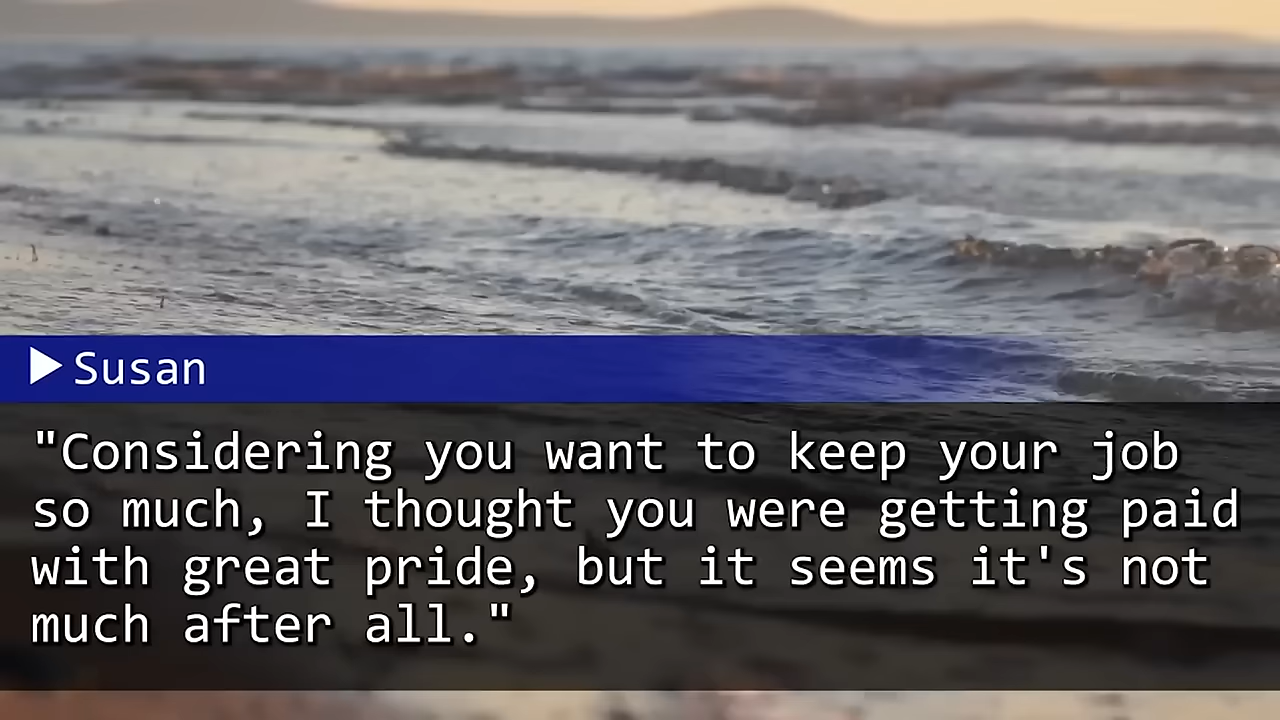 ▶Susan
"Considering you want to keep your job
so much, I thought you were getting paid
with great pride, but it seems it's not
much after all."